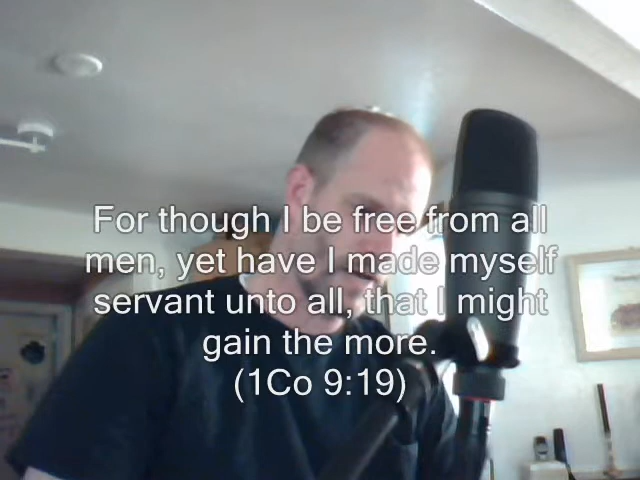 For though I be free from all
men, yet have I made myself
servant unto all, that I might
gain the more.
(1Co 9:19)